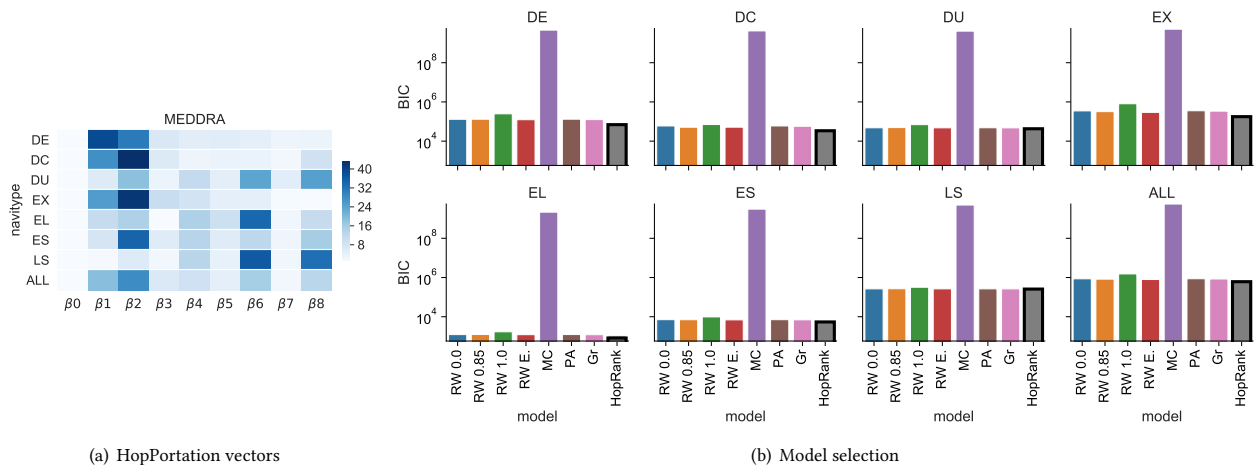 MEDDRA
navitype
DE
DC
DU
EX
EL
ES
LS
ALL
β0 β1 β2 β3 β4 β5 β6 β7 β8
40
32
24
16
8
(a) HopPortation vectors
DE
DC
DU
EX
BIC
10^8
10^6
10^4
EL
ES
LS
ALL
BIC
10^8
10^6
10^4
RW 0.0 RW 0.85 RW 1.0 RW E. MC PA Gr HopRank
model
RW 0.0 RW 0.85 RW 1.0 RW E. MC PA Gr HopRank
model
RW 0.0 RW 0.85 RW 1.0 RW E. MC PA Gr HopRank
model
RW 0.0 RW 0.85 RW 1.0 RW E. MC PA Gr HopRank
model
(b) Model selection